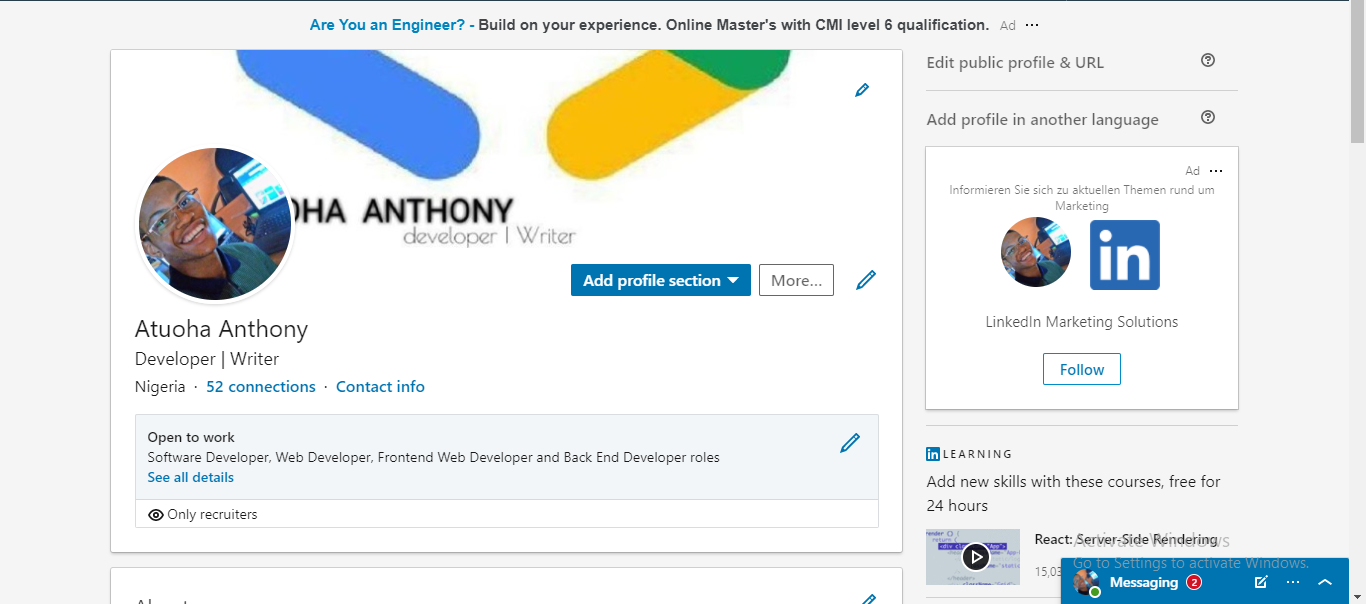 Are You an Engineer? - Build on your experience. Online Master's with CMI level 6 qualification. Ad ...
OHA ANTHONY
developer | Writer
Add profile section
More...
Atuoha Anthony
Developer | Writer
Nigeria · 52 connections · Contact info
Open to work
Software Developer, Web Developer, Frontend Web Developer and Back End Developer roles
See all details
Only recruiters
Edit public profile & URL
Add profile in another language
Ad ...
Informieren Sie sich zu aktuellen Themen rund um
Marketing
in
LinkedIn Marketing Solutions
Follow
in LEARNING
Add new skills with these courses, free for
24 hours
React: Server-Side Rendering
15,03
Activate Windows
Go to Settings to activate Windows.
Messaging 2